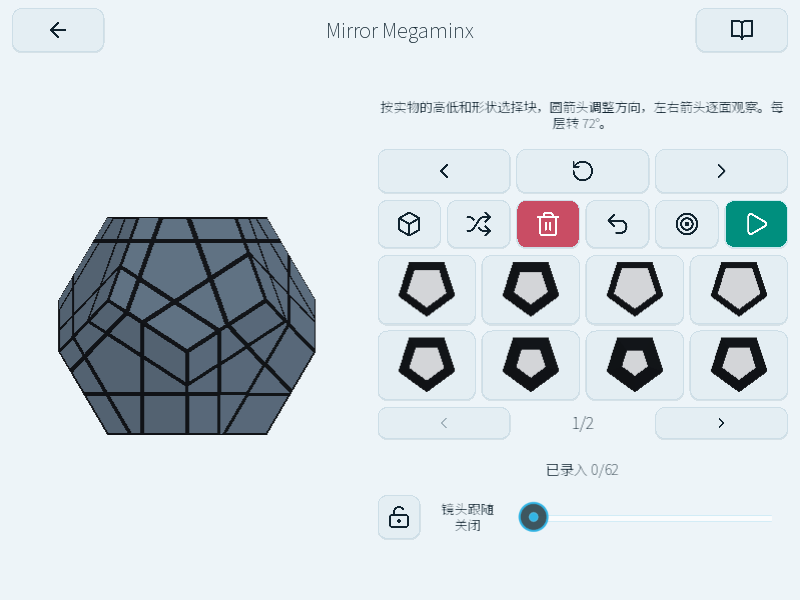 Mirror Megaminx
按实物的高低和形状选择块，圆箭头调整方向，左右箭头逐面观察。每
层转 72°。
1/2
已录入 0/62
镜头跟随
关闭